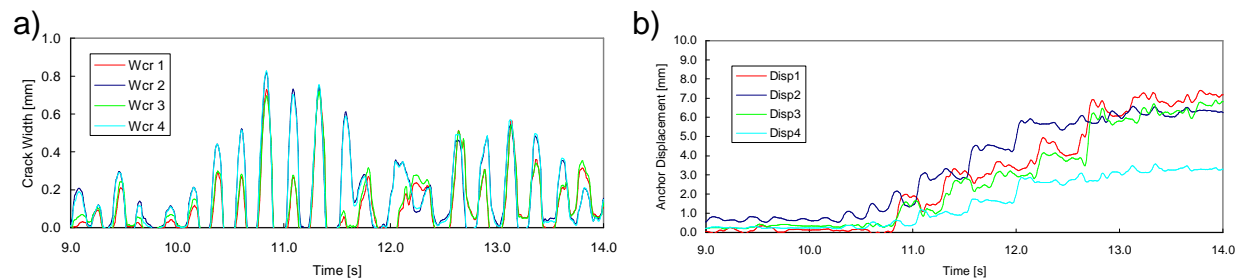 a)
Crack Width [mm]
1.0
0.8
0.6
0.4
0.2
0.0
Wcr 1
Wcr 2
Wcr 3
Wcr 4
9.0 10.0 11.0 12.0 13.0 14.0
Time [s]
b)
Anchor Displacement [mm]
10.0
9.0
8.0
7.0
6.0
5.0
4.0
3.0
2.0
1.0
0.0
Disp1
Disp2
Disp3
Disp4
9.0 10.0 11.0 12.0 13.0 14.0
Time [s]